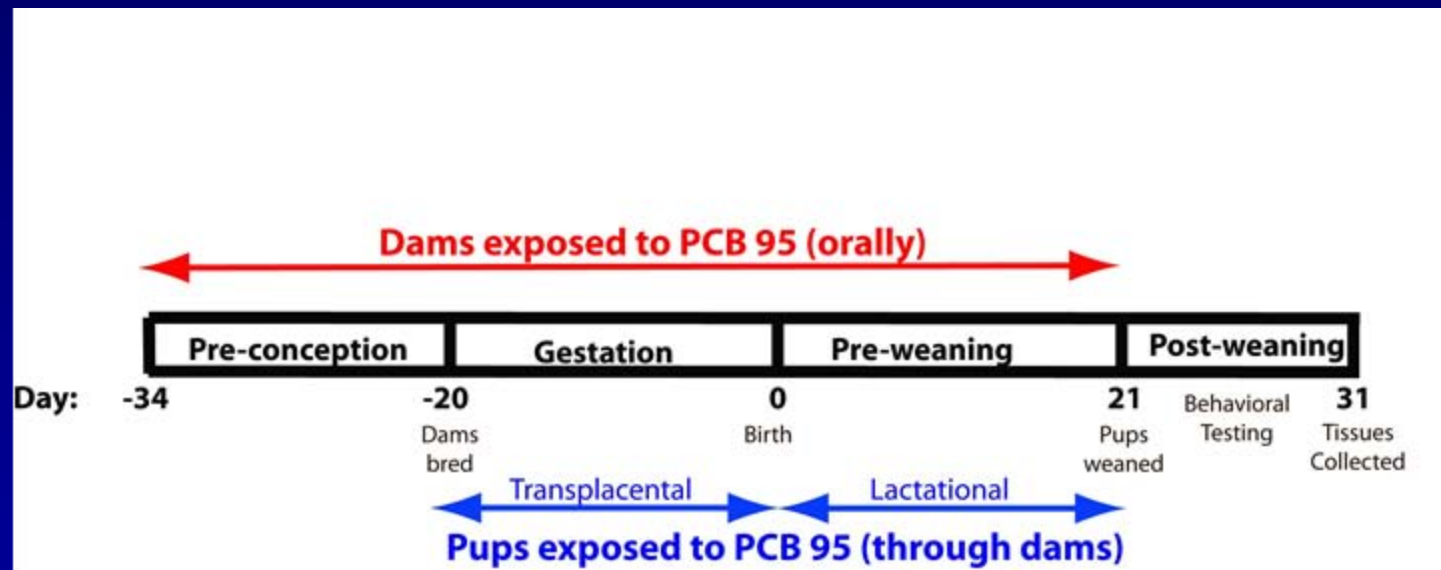 Dams exposed to PCB 95 (orally)
Pre-conception Gestation Pre-weaning Post-weaning
Day: -34 -20 0 21 Behavioral 31
Dams Birth Pups Testing Tissues
bred weaned Collected
Transplacental Lactational
Pups exposed to PCB 95 (through dams)